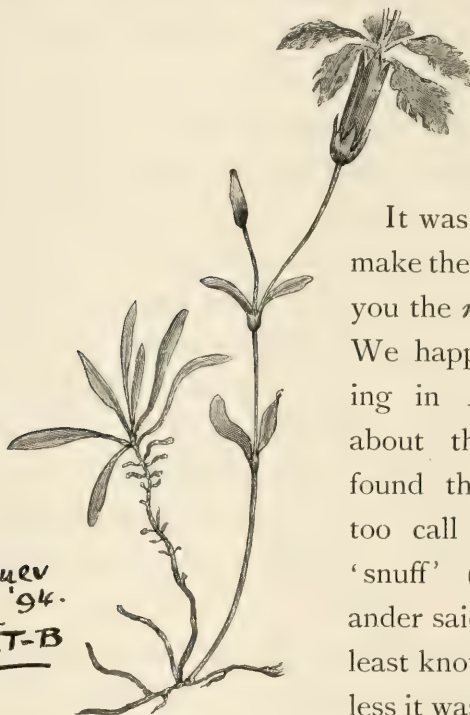 It was
make the
you the
We happ
ing in
about th
found th
too call
'snuff' (
ander said
least know
less it was
'94.
T-B